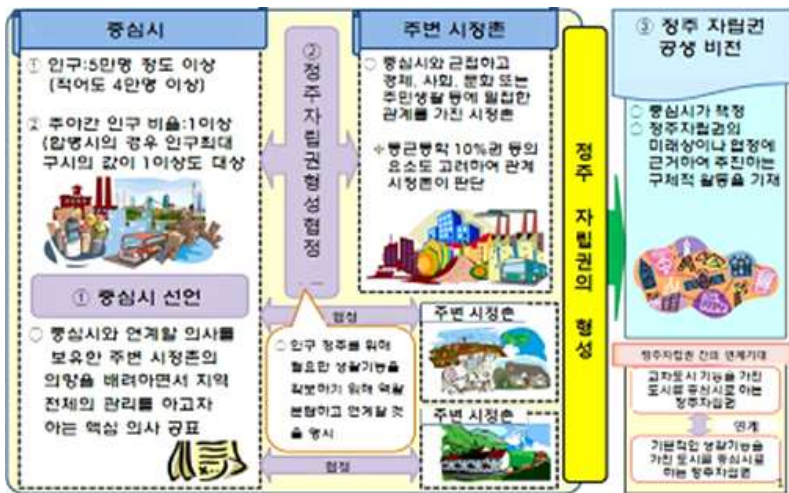 중심시
① 인구:5만명 정도 이상
(적어도 4만명 이상)
② 주야간 인구 비율:1이상
(합병시의 경우 인구최대
구시의 값이 1이상도 대상
① 중심시 선언
○ 중심시와 연계할 의사를
보유한 주변 시정촌의
의향을 배려하면서 지역
전체의 관리를 하고자
하는 핵심 의사 공표
② 정주자립권형성협정
협정
○ 인구 정주를 위해
필요한 생활기능을
확보하기 위해 역할
분담하고 연계할 것
을 명시
협정
주변 시정촌
○ 중심시와 근접하고
경제, 사회, 문화 또는
주민생활 등에 밀접한
관계를 가진 시정촌
※통근통학 10%권 등의
요소도 고려하여 관계
시정촌이 판단
주변 시정촌
주변 시정촌
정주 자립권의 형성
③ 정주 자립권
공생 비전
○ 중심시가 책정
○ 정주자립권의
미래상이나 협정에
근거하여 추진하는
구체적 활동을 기재
정주자립권 간의 연계기대
고차도시 기능을 가진
도시를 중심시로 하는
정주자립권
연계
기본적인 생활기능을
가진 도시를 중심시로
하는 정주자립권
1